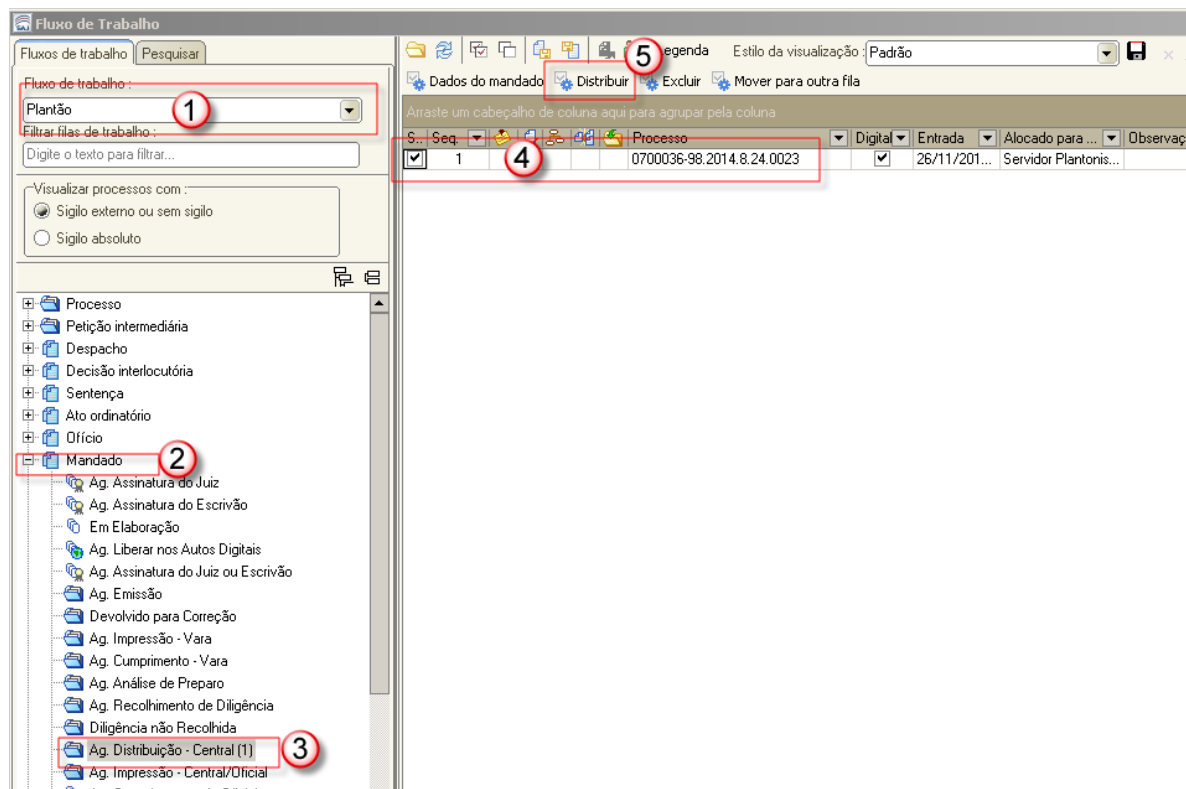 Fluxo de Trabalho
Fluxos de trabalho Pesquisar
Fluxo de trabalho :
Plantão
1
Filtrar filas de trabalho :
Digite o texto para filtrar...
Visualizar processos com :
Sigilo externo ou sem sigilo
Sigilo absoluto
Processo
Petição intermediária
Despacho
Decisão interlocutória
Sentença
Ato ordinatório
Ofício
Mandado
2
Ag. Assinatura do Juiz
Ag. Assinatura do Escrivão
Em Elaboração
Ag. Liberar nos Autos Digitais
Ag. Assinatura do Juiz ou Escrivão
Ag. Emissão
Devolvido para Correção
Ag. Impressão - Vara
Ag. Cumprimento - Vara
Ag. Análise de Preparo
Ag. Recolhimento de Diligência
Diligência não Recolhida
Ag. Distribuição - Central (1)
3
Ag. Impressão - Central/Oficial
5
egenda Estilo da visualização : Padrão
Dados do mandado Distribuir Excluir Mover para outra fila
Arraste um cabeçalho de coluna aqui para agrupar pela coluna
S.. Seq. Processo Digital Entrada Alocado para ... Observaç
1 0700036-98.2014.8.24.0023 26/11/201... Servidor Plantonis...
4